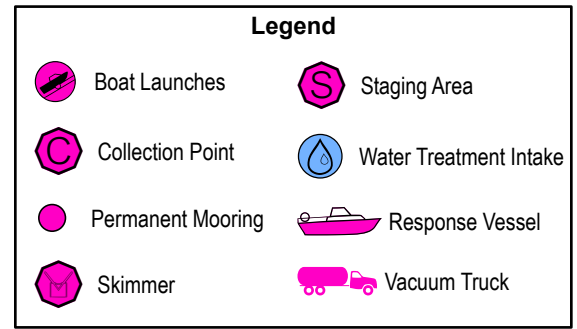 Legend
Boat Launches
S
Staging Area
C
Collection Point
Water Treatment Intake
Permanent Mooring
Response Vessel
Skimmer
Vacuum Truck